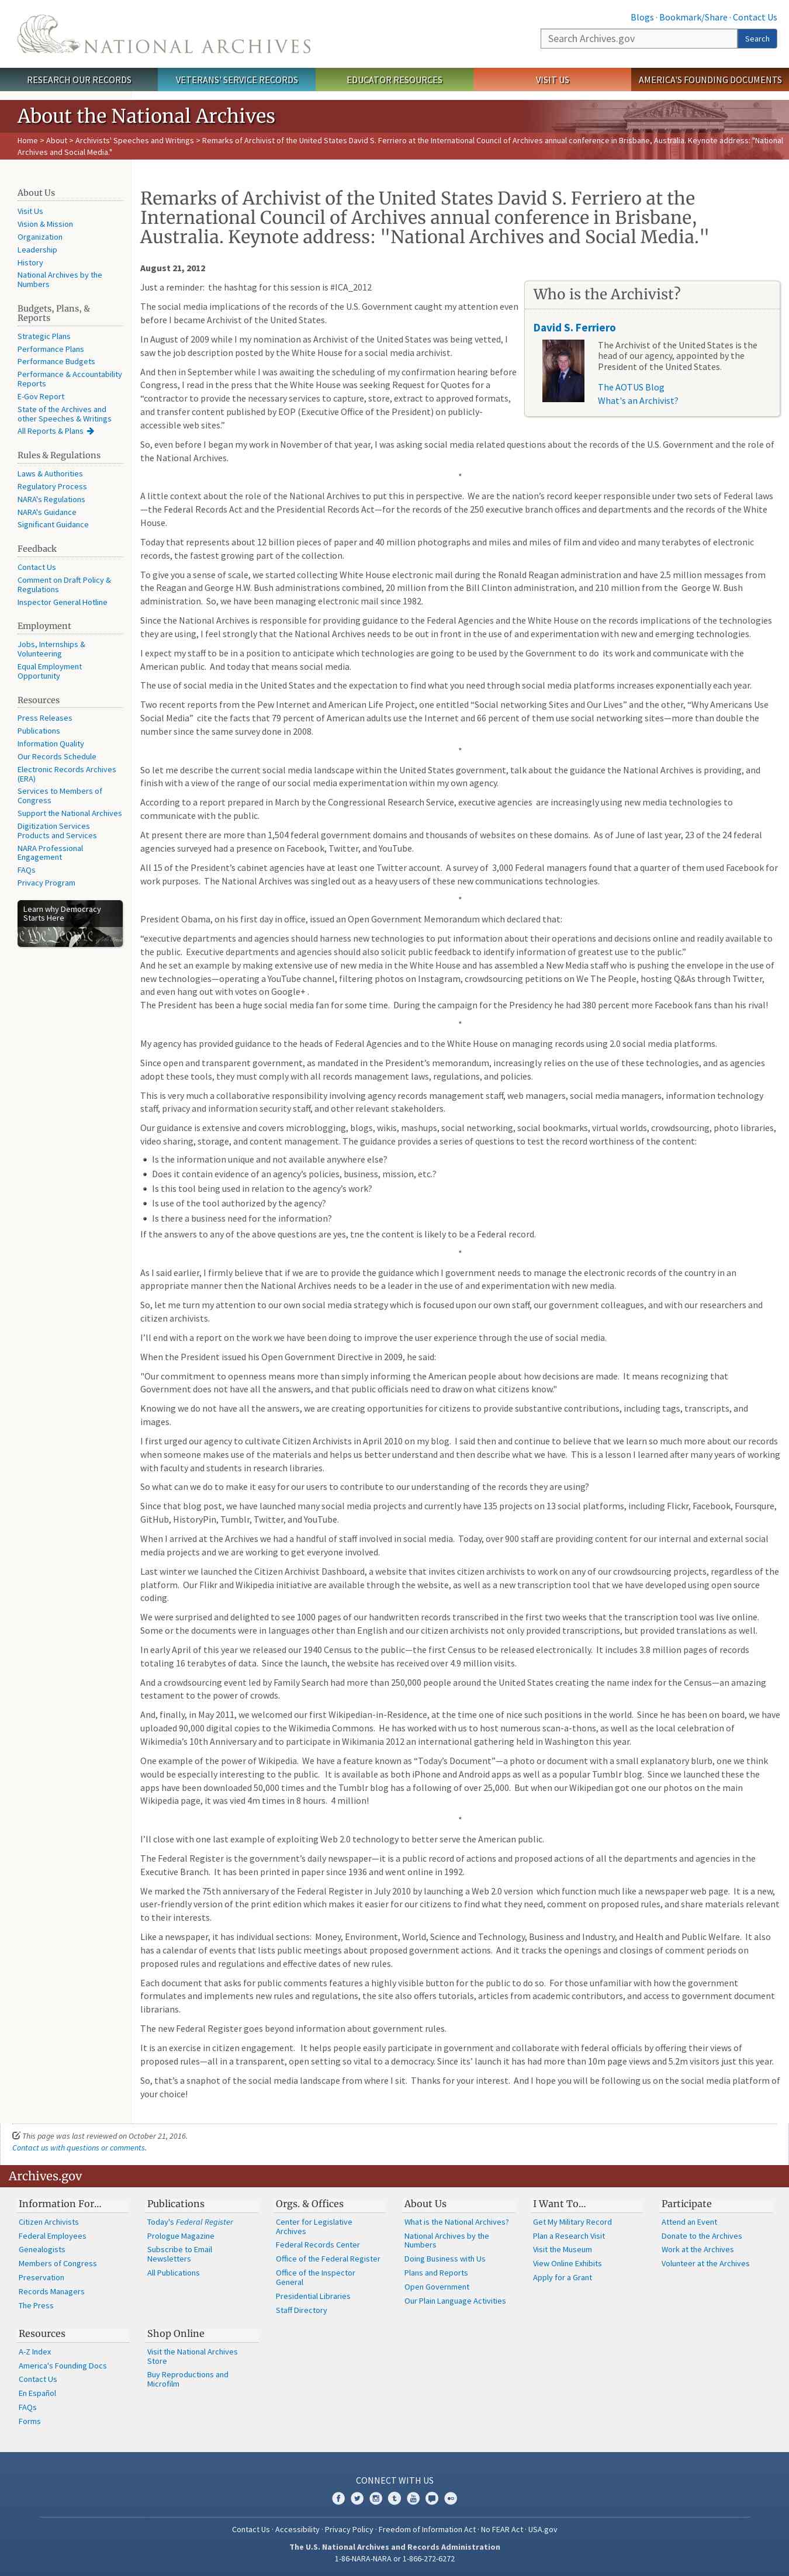 Blogs · Bookmark/Share · Contact Us
NATIONAL ARCHIVES
Search Archives.gov
Search
RESEARCH OUR RECORDS
VETERANS' SERVICE RECORDS
EDUCATOR RESOURCES
VISIT US
AMERICA'S FOUNDING DOCUMENTS
About the National Archives
Home > About > Archivists' Speeches and Writings > Remarks of Archivist of the United States David S. Ferriero at the International Council of Archives annual conference in Brisbane, Australia. Keynote address: "National
Archives and Social Media."
About Us
Visit Us
Vision & Mission
Organization
Leadership
History
National Archives by the
Numbers
Budgets, Plans, &
Reports
Strategic Plans
Performance Plans
Performance Budgets
Performance & Accountability
Reports
E-Gov Report
State of the Archives and
other Speeches & Writings
All Reports & Plans
Rules & Regulations
Laws & Authorities
Regulatory Process
NARA's Regulations
NARA's Guidance
Significant Guidance
Feedback
Contact Us
Comment on Draft Policy &
Regulations
Inspector General Hotline
Employment
Jobs, Internships &
Volunteering
Equal Employment
Opportunity
Resources
Press Releases
Publications
Information Quality
Our Records Schedule
Electronic Records Archives
(ERA)
Services to Members of
Congress
Support the National Archives
Digitization Services
Products and Services
NARA Professional
Engagement
FAQs
Privacy Program
Learn why Democracy
Starts Here
Remarks of Archivist of the United States David S. Ferriero at the
International Council of Archives annual conference in Brisbane,
Australia. Keynote address: "National Archives and Social Media."
August 21, 2012
Who is the Archivist?
David S. Ferriero
The Archivist of the United States is the
head of our agency, appointed by the
President of the United States.
The AOTUS Blog
What's an Archivist?
Just a reminder:  the hashtag for this session is #ICA_2012
The social media implications of the records of the U.S. Government caught my attention even
before I became Archivist of the United States.
In August of 2009 while I my nomination as Archivist of the United States was being vetted, I
saw the job description posted by the White House for a social media archivist.
And then in September while I was awaiting the scheduling of my confirmation hearing before
Congress, I read in the press that the White House was seeking Request for Quotes for a
“contractor to provide the necessary services to capture, store, extract to approved formats,
and transfer content published by EOP (Executive Office of the President) on publicly-
accessible web sites.”
So, even before I began my work in November of that year, I was asking social media related questions about the records of the U.S. Government and the role of
the National Archives.
*
A little context about the role of the National Archives to put this in perspective.  We are the nation’s record keeper responsible under two sets of Federal laws
—the Federal Records Act and the Presidential Records Act—for the records of the 250 executive branch offices and departments and the records of the White
House.
Today that represents about 12 billion pieces of paper and 40 million photographs and miles and miles of film and video and many terabytes of electronic
records, the fastest growing part of the collection.
To give you a sense of scale, we started collecting White House electronic mail during the Ronald Reagan administration and have 2.5 million messages from
the Reagan and George H.W. Bush administrations combined, 20 million from the Bill Clinton administration, and 210 million from the  George W. Bush
administration.  So, we have been managing electronic mail since 1982.
Since the National Archives is responsible for providing guidance to the Federal Agencies and the White House on the records implications of the technologies
they are using, I feel strongly that the National Archives needs to be out in front in the use of and experimentation with new and emerging technologies.
I expect my staff to be in a position to anticipate which technologies are going to be employed by the Government to do  its work and to communicate with the
American public.  And today that means social media.
The use of social media in the United States and the expectation to find what you need through social media platforms increases exponentially each year.
Two recent reports from the Pew Internet and American Life Project, one entitled “Social networking Sites and Our Lives” and the other, “Why Americans Use
Social Media”  cite the facts that 79 percent of American adults use the Internet and 66 percent of them use social networking sites—more than double the
number since the same survey done in 2008.
*
So let me describe the current social media landscape within the United States government, talk about the guidance the National Archives is providing, and
finish with a view of the range of our social media experimentation within my own agency.
According to a report prepared in March by the Congressional Research Service, executive agencies  are increasingly using new media technologies to
communicate with the public.
At present there are more than 1,504 federal government domains and thousands of websites on these domains.  As of June of last year, 23 of the 24 federal
agencies surveyed had a presence on Facebook, Twitter, and YouTube.
All 15 of the President’s cabinet agencies have at least one Twitter account.  A survey of  3,000 Federal managers found that a quarter of them used Facebook for
work purposes.  The National Archives was singled out as a heavy users of these new communications technologies.
*
President Obama, on his first day in office, issued an Open Government Memorandum which declared that:
“executive departments and agencies should harness new technologies to put information about their operations and decisions online and readily available to
the public.  Executive departments and agencies should also solicit public feedback to identify information of greatest use to the public.”
And he set an example by making extensive use of new media in the White House and has assembled a New Media staff who is pushing the envelope in the use of
new technologies—operating a YouTube channel, filtering photos on Instagram, crowdsourcing petitions on We The People, hosting Q&As through Twitter,
and even hang out with votes on Google+ .
The President has been a huge social media fan for some time.  During the campaign for the Presidency he had 380 percent more Facebook fans than his rival!
*
My agency has provided guidance to the heads of Federal Agencies and to the White House on managing records using 2.0 social media platforms.
Since open and transparent government, as mandated in the President’s memorandum, increasingly relies on the use of these technologies, and as agencies
adopt these tools, they must comply with all records management laws, regulations, and policies.
This is very much a collaborative responsibility involving agency records management staff, web managers, social media managers, information technology
staff, privacy and information security staff, and other relevant stakeholders.
Our guidance is extensive and covers microblogging, blogs, wikis, mashups, social networking, social bookmarks, virtual worlds, crowdsourcing, photo libraries,
video sharing, storage, and content management. The guidance provides a series of questions to test the record worthiness of the content:
• Is the information unique and not available anywhere else?
• Does it contain evidence of an agency’s policies, business, mission, etc.?
• Is this tool being used in relation to the agency’s work?
• Is use of the tool authorized by the agency?
• Is there a business need for the information?
If the answers to any of the above questions are yes, tne the content is likely to be a Federal record.
*
As I said earlier, I firmly believe that if we are to provide the guidance which I government needs to manage the electronic records of the country in an
appropriate manner then the National Archives needs to be a leader in the use of and experimentation with new media.
So, let me turn my attention to our own social media strategy which is focused upon our own staff, our government colleagues, and with our researchers and
citizen archivists.
I’ll end with a report on the work we have been doing to improve the user experience through the use of social media.
When the President issued his Open Government Directive in 2009, he said:
"Our commitment to openness means more than simply informing the American people about how decisions are made.  It means recognizing that
Government does not have all the answers, and that public officials need to draw on what citizens know."
Knowing we do not have all the answers, we are creating opportunities for citizens to provide substantive contributions, including tags, transcripts, and
images.
I first urged our agency to cultivate Citizen Archivists in April 2010 on my blog.  I said then and continue to believe that we learn so much more about our records
when the community of users makes use of our materials and helps us better understand and then describe what we have.  This is a lesson I learned after many years of working
with faculty and students in research libraries.
So what can we do to make it easy for our users to contribute to our understanding of the records they are using?
Since that blog post, we have launched many social media projects and currently have 135 projects on 13 social platforms, including Flickr, Facebook, Foursqure,
GitHub, HistoryPin, Tumblr, Twitter, and YouTube.
When I arrived at the Archives we had a handful of staff involved in social media.  Today, over 900 staff are providing content for our internal and external social
media projects and we are working to get everyone involved.
Last winter we launched the Citizen Archivist Dashboard, a website that invites citizen archivists to work on any of our crowdsourcing projects, regardless of the
platform.  Our Flikr and Wikipedia initiative are available through the website, as well as a new transcription tool that we have developed using open source
coding.
We were surprised and delighted to see 1000 pages of our handwritten records transcribed in the first two weeks that the transcription tool was live online.
Some or the documents were in languages other than English and our citizen archivists not only provided transcriptions, but provided translations as well.
In early April of this year we released our 1940 Census to the public—the first Census to be released electronically.  It includes 3.8 million pages of records
totaling 16 terabytes of data.  Since the launch, the website has received over 4.9 million visits.
And a crowdsourcing event led by Family Search had more than 250,000 people around the United States creating the name index for the Census—an amazing
testament to the power of crowds.
And, finally, in May 2011, we welcomed our first Wikipedian-in-Residence, at the time one of nice such positions in the world.  Since he has been on board, we have
uploaded 90,000 digital copies to the Wikimedia Commons.  He has worked with us to host numerous scan-a-thons, as well as the local celebration of
Wikimedia’s 10th Anniversary and to participate in Wikimania 2012 an international gathering held in Washington this year.
One example of the power of Wikipedia.  We have a feature known as “Today’s Document”—a photo or document with a small explanatory blurb, one we think
would be especially interesting to the public.   It is available as both iPhone and Android apps as well as a popular Tumblr blog.  Since we launched these the
apps have been downloaded 50,000 times and the Tumblr blog has a following of over 25,000.  But when our Wikipedian got one our photos on the main
Wikipedia page, it was vied 4m times in 8 hours.  4 million!
*
I’ll close with one last example of exploiting Web 2.0 technology to better serve the American public.
The Federal Register is the government’s daily newspaper—it is a public record of actions and proposed actions of all the departments and agencies in the
Executive Branch.  It has been printed in paper since 1936 and went online in 1992.
We marked the 75th anniversary of the Federal Register in July 2010 by launching a Web 2.0 version  which function much like a newspaper web page.  It is a new,
user-friendly version of the print edition which makes it easier for our citizens to find what they need, comment on proposed rules, and share materials relevant
to their interests.
Like a newspaper, it has individual sections:  Money, Environment, World, Science and Technology, Business and Industry, and Health and Public Welfare.  It also
has a calendar of events that lists public meetings about proposed government actions.  And it tracks the openings and closings of comment periods on
proposed rules and regulations and effective dates of new rules.
Each document that asks for public comments features a highly visible button for the public to do so.  For those unfamiliar with how the government
formulates and implements new rules and regulations, the site also offers tutorials, articles from academic contributors, and access to government document
librarians.
The new Federal Register goes beyond information about government rules.
It is an exercise in citizen engagement.   It helps people easily participate in government and collaborate with federal officials by offering their views of
proposed rules—all in a transparent, open setting so vital to a democracy. Since its’ launch it has had more than 10m page views and 5.2m visitors just this year.
So, that’s a snaphot of the social media landscape from where I sit.  Thanks for your interest.  And I hope you will be following us on the social media platform of
your choice!
This page was last reviewed on October 21, 2016.
Contact us with questions or comments.
Archives.gov
Information For…
Citizen Archivists
Federal Employees
Genealogists
Members of Congress
Preservation
Records Managers
The Press
Publications
Today's Federal Register
Prologue Magazine
Subscribe to Email
Newsletters
All Publications
Orgs. & Offices
Center for Legislative
Archives
Federal Records Center
Office of the Federal Register
Office of the Inspector
General
Presidential Libraries
Staff Directory
About Us
What is the National Archives?
National Archives by the
Numbers
Doing Business with Us
Plans and Reports
Open Government
Our Plain Language Activities
I Want To…
Get My Military Record
Plan a Research Visit
Visit the Museum
View Online Exhibits
Apply for a Grant
Participate
Attend an Event
Donate to the Archives
Work at the Archives
Volunteer at the Archives
Resources
A-Z Index
America's Founding Docs
Contact Us
En Español
FAQs
Forms
Shop Online
Visit the National Archives
Store
Buy Reproductions and
Microfilm
CONNECT WITH US
Contact Us · Accessibility · Privacy Policy · Freedom of Information Act · No FEAR Act · USA.gov
The U.S. National Archives and Records Administration
1-86-NARA-NARA or 1-866-272-6272